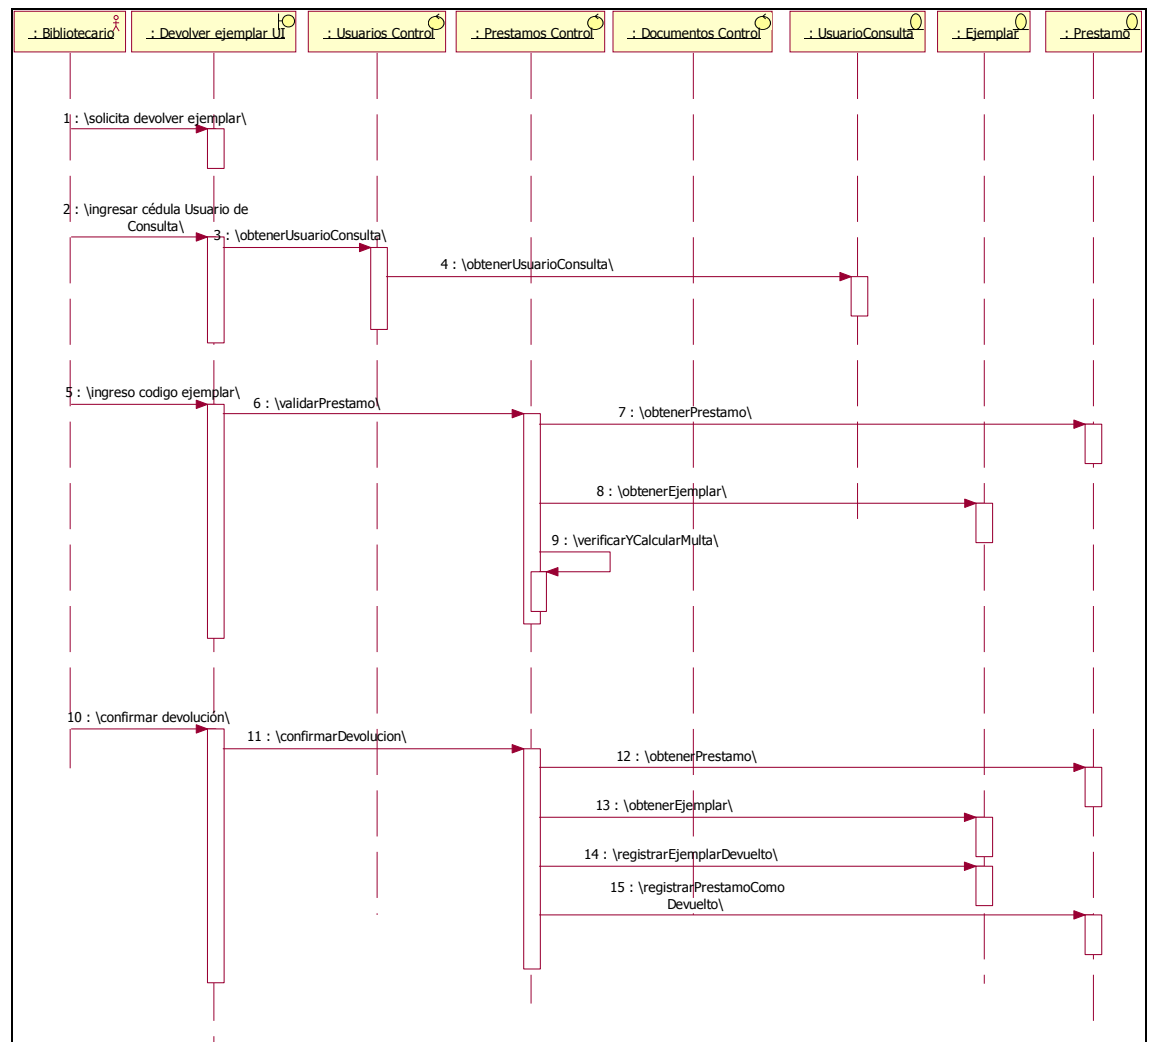 : Bibliotecario
: Devolver ejemplar UI
: Usuarios Control
: Prestamos Control
: Documentos Control
: UsuarioConsulta
: Ejemplar
: Prestamo
1 : \solicita devolver ejemplar\
2 : \ingresar cédula Usuario de
Consulta\
3 : \obtenerUsuarioConsulta\
4 : \obtenerUsuarioConsulta\
5 : \ingreso codigo ejemplar\
6 : \validarPrestamo\
7 : \obtenerPrestamo\
8 : \obtenerEjemplar\
9 : \verificarYCalcularMulta\
10 : \confirmar devolución\
11 : \confirmarDevolucion\
12 : \obtenerPrestamo\
13 : \obtenerEjemplar\
14 : \registrarEjemplarDevuelto\
15 : \registrarPrestamoComo
Devuelto\